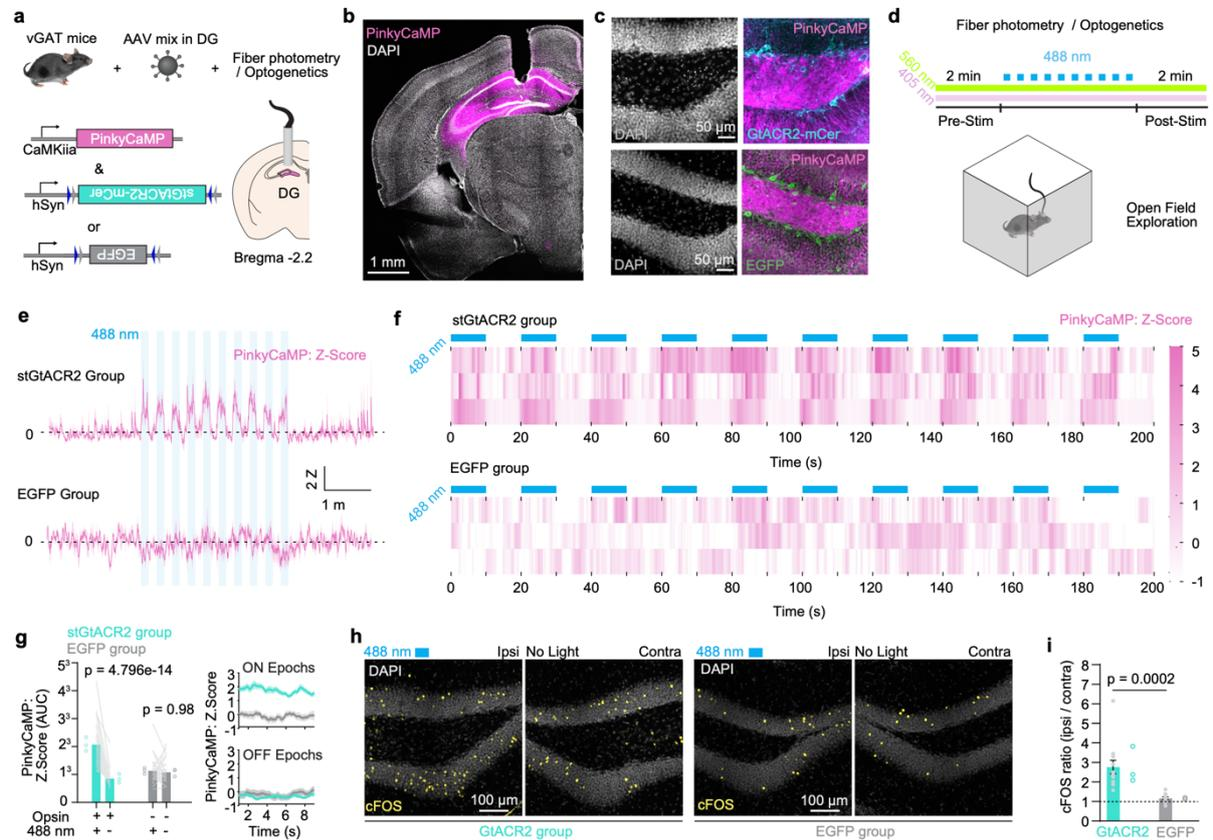 a
vGAT mice
+
AAV mix in DG
+
Fiber photometry
/ Optogenetics
CaMKiia
PinkyCaMP
&
hSyn
stGtACR2-mCer
or
hSyn
EGFP
DG
Bregma -2.2
b
PinkyCaMP
DAPI
1 mm
c
PinkyCaMP
DAPI
50 µm
GtACR2-mCer
PinkyCaMP
DAPI
50 µm
EGFP
d
Fiber photometry / Optogenetics
488 nm
560 nm
405 nm
2 min
2 min
Pre-Stim
Post-Stim
Open Field
Exploration
e
488 nm
PinkyCaMP: Z-Score
stGtACR2 Group
0
2 Z
1 m
EGFP Group
0
f
stGtACR2 group
PinkyCaMP: Z-Score
488 nm
0 20 40 60 80 100 120 140 160 180 200
Time (s)
EGFP group
488 nm
0 20 40 60 80 100 120 140 160 180 200
Time (s)
5
4
3
2
1
0
-1
g
stGtACR2 group
EGFP group
p = 4.796e-14
p = 0.98
PinkyCaMP:
Z.Score (AUC)
5³
4³
3³
2³
1³
0
Opsin + + - -
488 nm + - + -
ON Epochs
3
2
1
0
-1
OFF Epochs
3
2
1
0
-1
PinkyCaMP: Z.Score
2 4 6 8
Time (s)
h
488 nm
Ipsi
No Light
Contra
DAPI
cFOS
100 µm
GtACR2 group
488 nm
Ipsi
No Light
Contra
DAPI
cFOS
100 µm
EGFP group
i
p = 0.0002
cFOS ratio (ipsi / contra)
8
7
6
5
4
3
2
1
0
GtACR2
EGFP